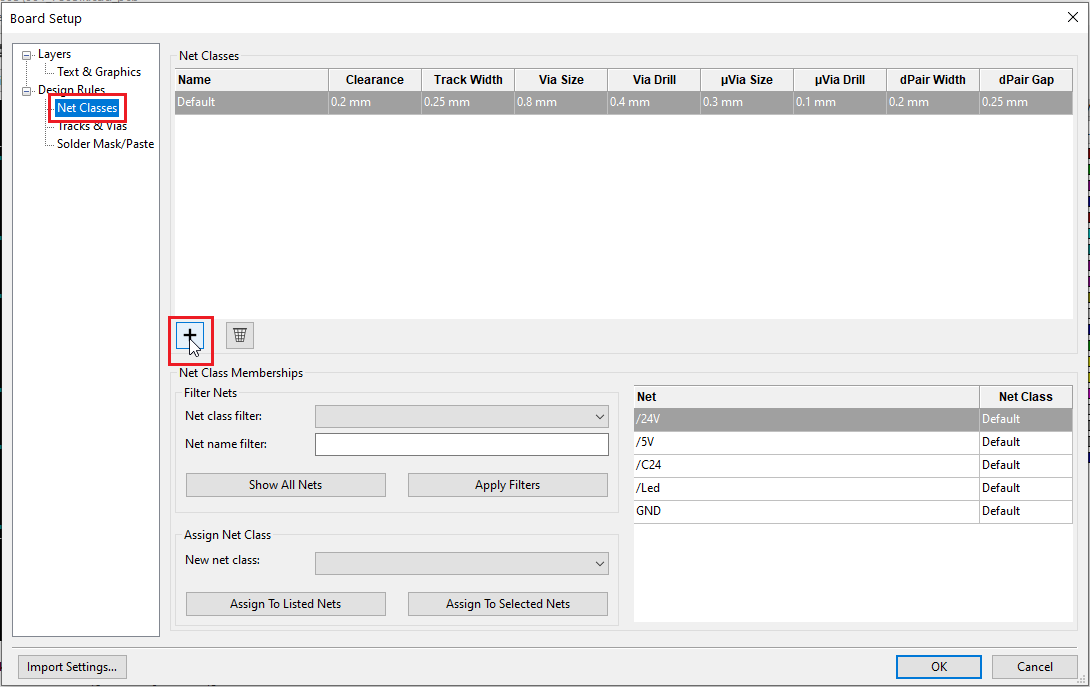 Board Setup
Layers
Text & Graphics
Design Rules
Net Classes
Tracks & Vias
Solder Mask/Paste
Net Classes
Name Clearance Track Width Via Size Via Drill µVia Size µVia Drill dPair Width dPair Gap
Default 0.2 mm 0.25 mm 0.8 mm 0.4 mm 0.3 mm 0.1 mm 0.2 mm 0.25 mm
Net Class Memberships
Filter Nets
Net class filter:
Net name filter:
Show All Nets Apply Filters
Assign Net Class
New net class:
Assign To Listed Nets Assign To Selected Nets
Net Net Class
/24V Default
/5V Default
/C24 Default
/Led Default
GND Default
Import Settings... OK Cancel